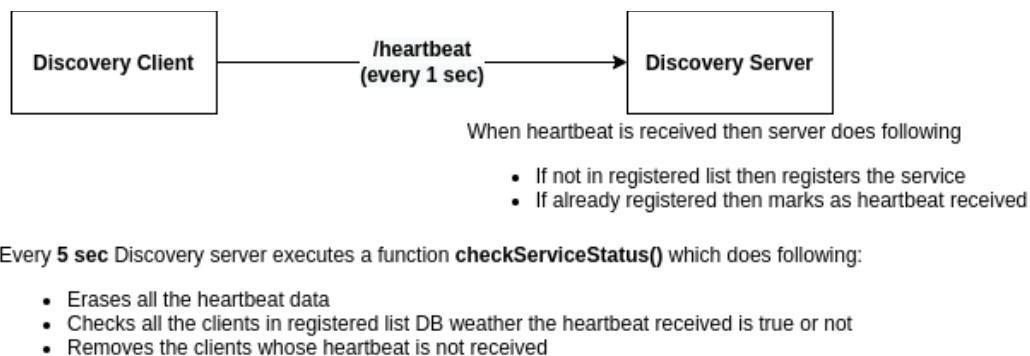 Discovery Client
/heartbeat
(every 1 sec)
Discovery Server
When heartbeat is received then server does following
• If not in registered list then registers the service
• If already registered then marks as heartbeat received
Every 5 sec Discovery server executes a function checkServiceStatus() which does following:
• Erases all the heartbeat data
• Checks all the clients in registered list DB weather the heartbeat received is true or not
• Removes the clients whose heartbeat is not received